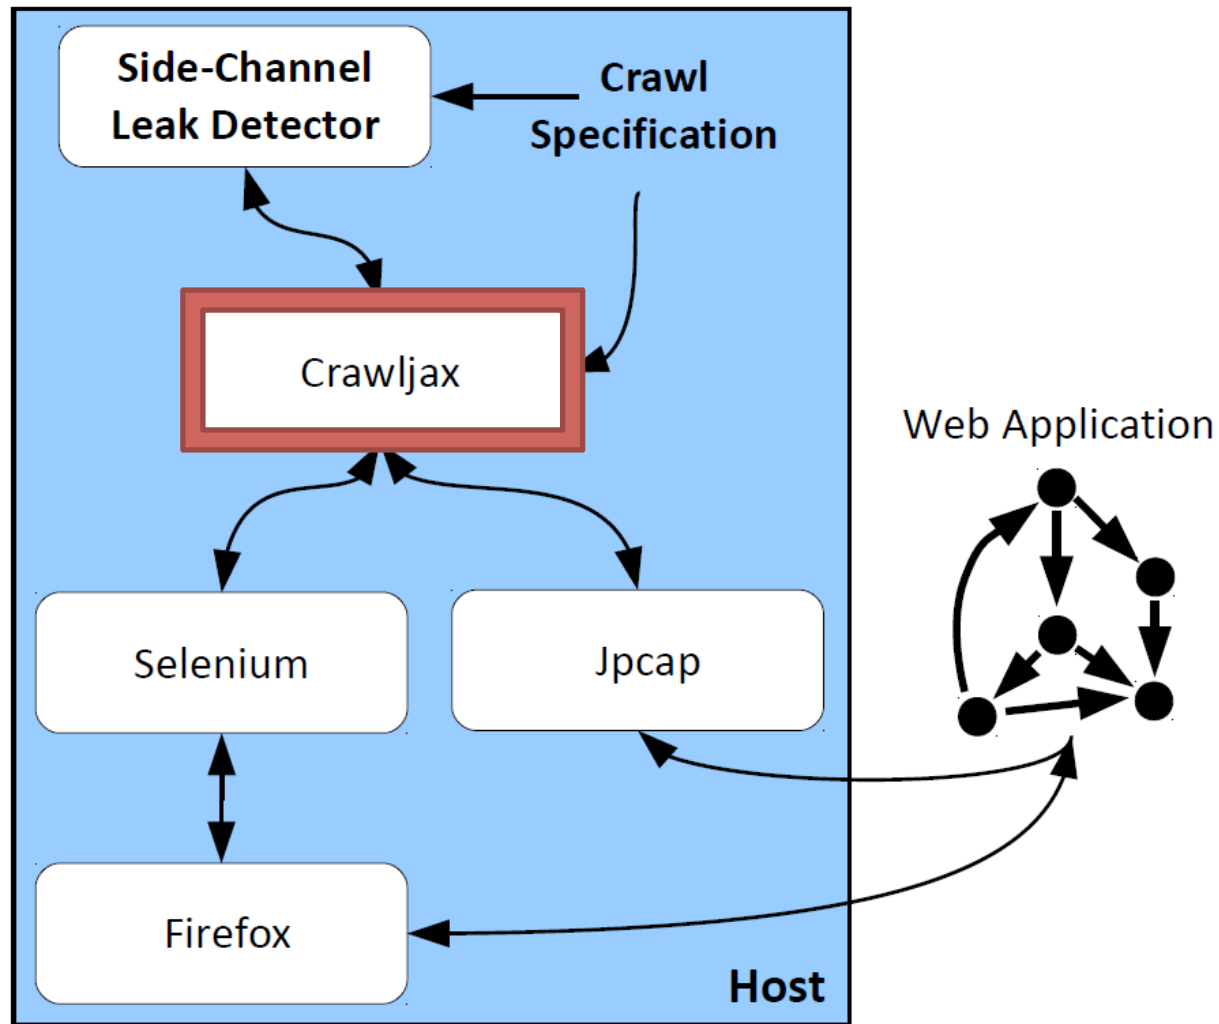 Side-Channel
Leak Detector
Crawl
Specification
Crawljax
Web Application
Selenium
Jpcap
Firefox
Host